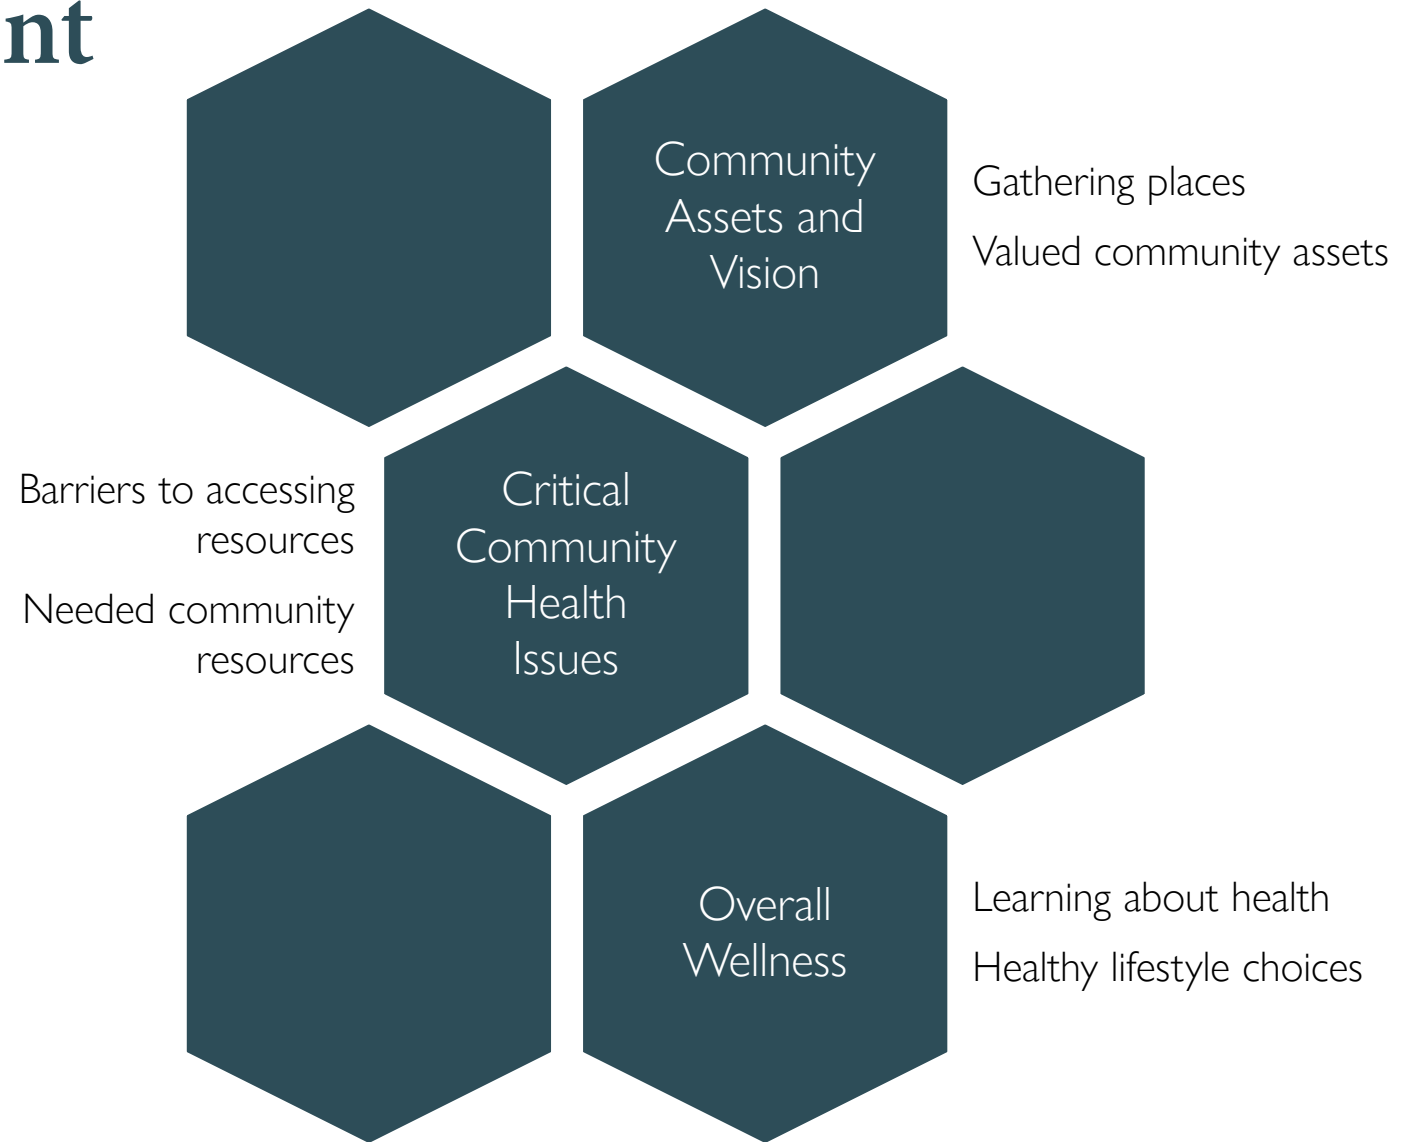 nt
Community
Assets and
Vision
Gathering places
Valued community assets
Barriers to accessing
resources
Needed community
resources
Critical
Community
Health
Issues
Overall
Wellness
Learning about health
Healthy lifestyle choices